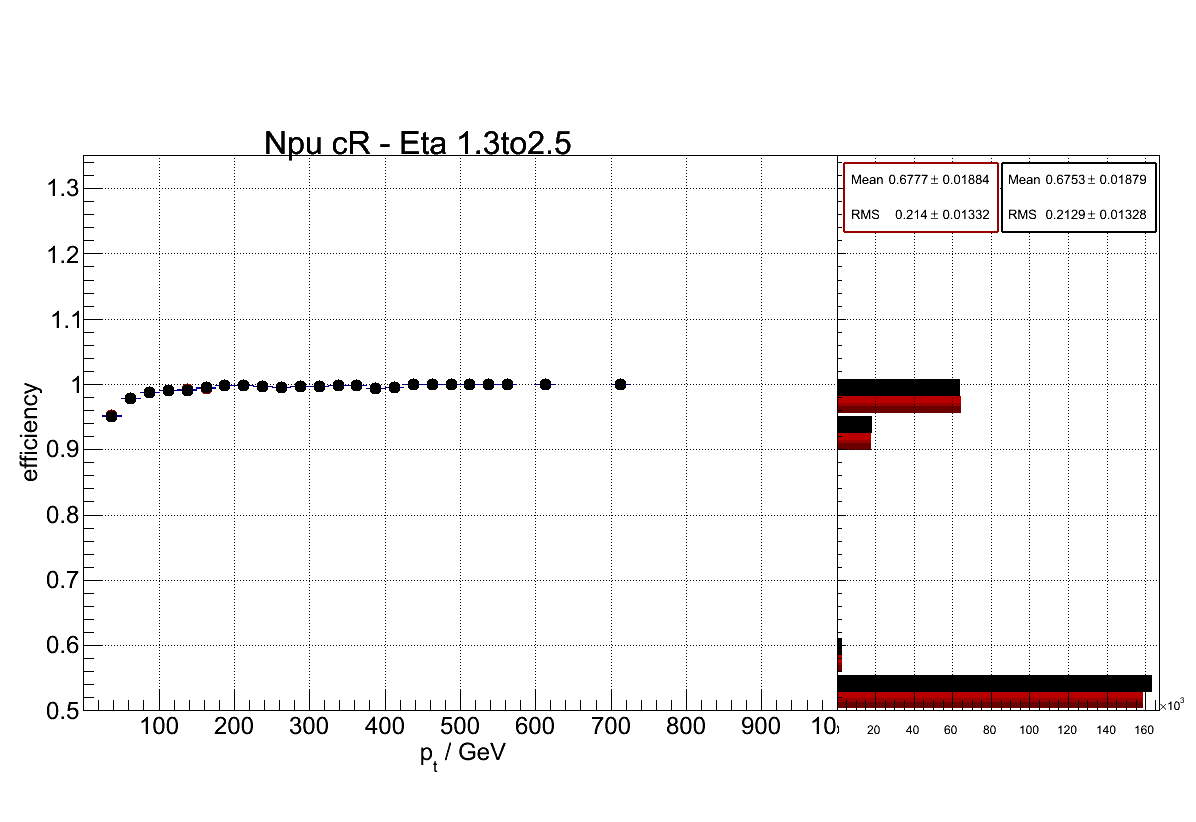 Npu cR - Eta 1.3to2.5
Mean 0.6777 ± 0.01884
RMS 0.214 ± 0.01332
Mean 0.6753 ± 0.01879
RMS 0.2129 ± 0.01328
efficiency
1.3
1.2
1.1
1
0.9
0.8
0.7
0.6
0.5
100 200 300 400 500 600 700 800 900 10
p_t / GeV
20 40 60 80 100 120 140 160
×10³